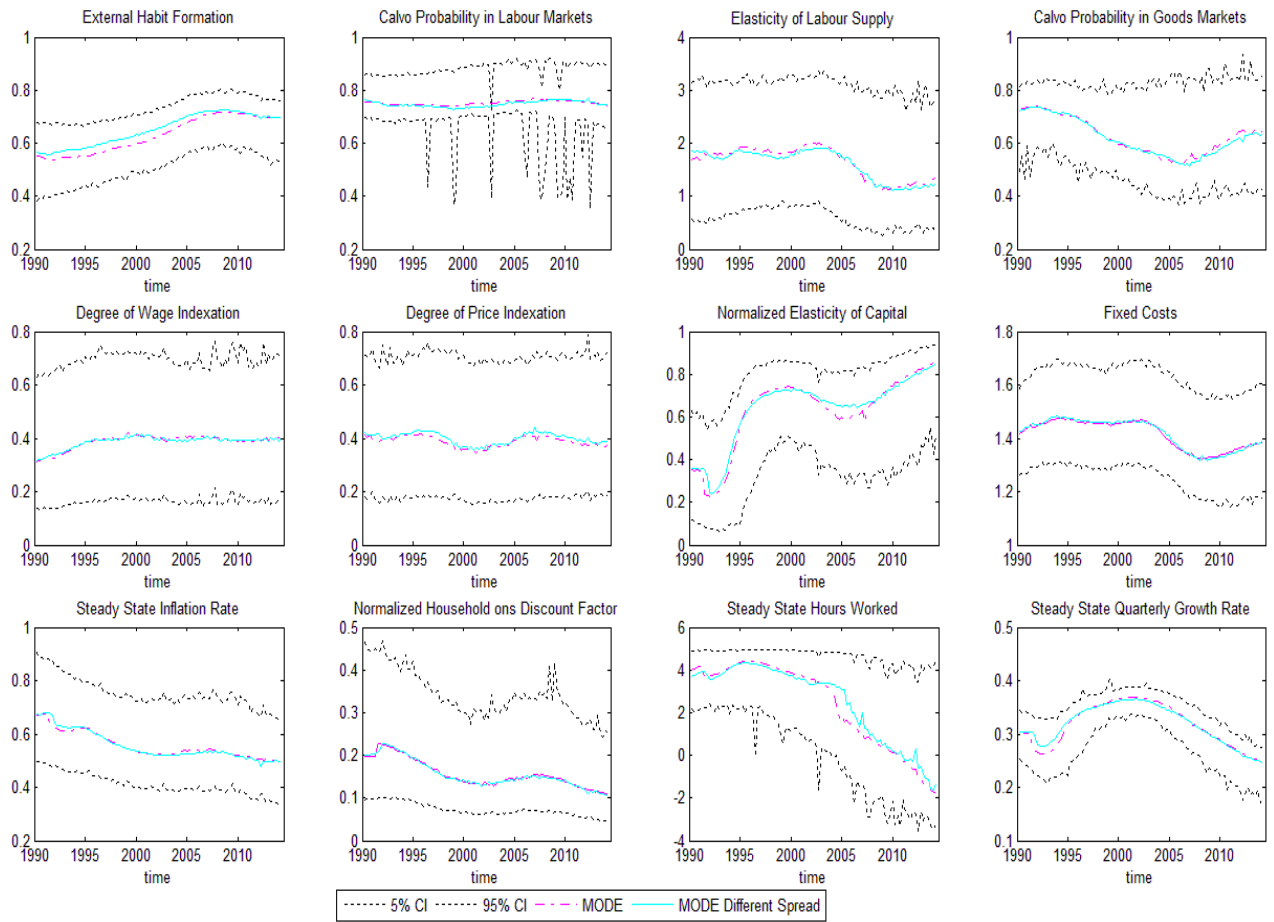 External Habit Formation
Calvo Probability in Labour Markets
Elasticity of Labour Supply
Calvo Probability in Goods Markets
1
0.8
0.6
0.4
0.2
1990 1995 2000 2005 2010
time
1
0.8
0.6
0.4
0.2
1990 1995 2000 2005 2010
time
4
3
2
1
0
1990 1995 2000 2005 2010
time
1
0.8
0.6
0.4
0.2
1990 1995 2000 2005 2010
time
Degree of Wage Indexation
Degree of Price Indexation
Normalized Elasticity of Capital
Fixed Costs
0.8
0.6
0.4
0.2
0
1990 1995 2000 2005 2010
time
0.8
0.6
0.4
0.2
0
1990 1995 2000 2005 2010
time
1
0.8
0.6
0.4
0.2
0
1990 1995 2000 2005 2010
time
1.8
1.6
1.4
1.2
1
1990 1995 2000 2005 2010
time
Steady State Inflation Rate
Normalized Household ons Discount Factor
Steady State Hours Worked
Steady State Quarterly Growth Rate
1
0.8
0.6
0.4
0.2
1990 1995 2000 2005 2010
time
0.5
0.4
0.3
0.2
0.1
0
1990 1995 2000 2005 2010
time
6
4
2
0
-2
-4
1990 1995 2000 2005 2010
time
0.5
0.4
0.3
0.2
0.1
1990 1995 2000 2005 2010
time
5% CI 95% CI MODE MODE Different Spread